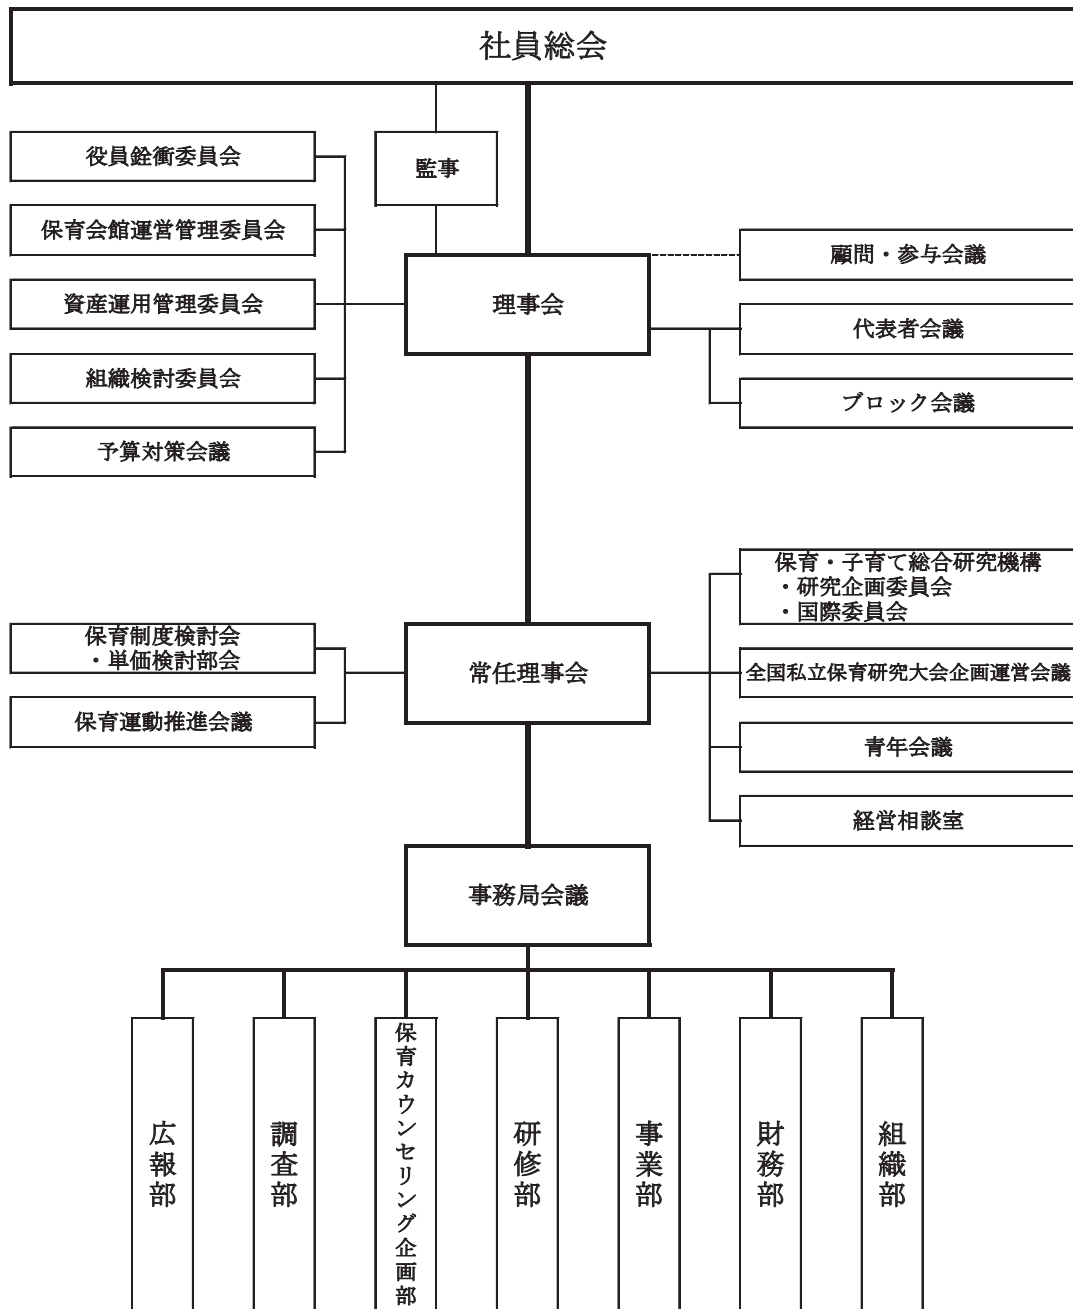 社員総会
監事
役員銓衝委員会
保育会館運営管理委員会
資産運用管理委員会
組織検討委員会
予算対策会議
理事会
顧問・参与会議
代表者会議
ブロック会議
保育制度検討会
・単価検討部会
保育運動推進会議
常任理事会
保育・子育て総合研究機構
・研究企画委員会
・国際委員会
全国私立保育研究大会企画運営会議
青年会議
経営相談室
事務局会議
広報部
調査部
保育カウンセリング企画部
研修部
事業部
財務部
組織部